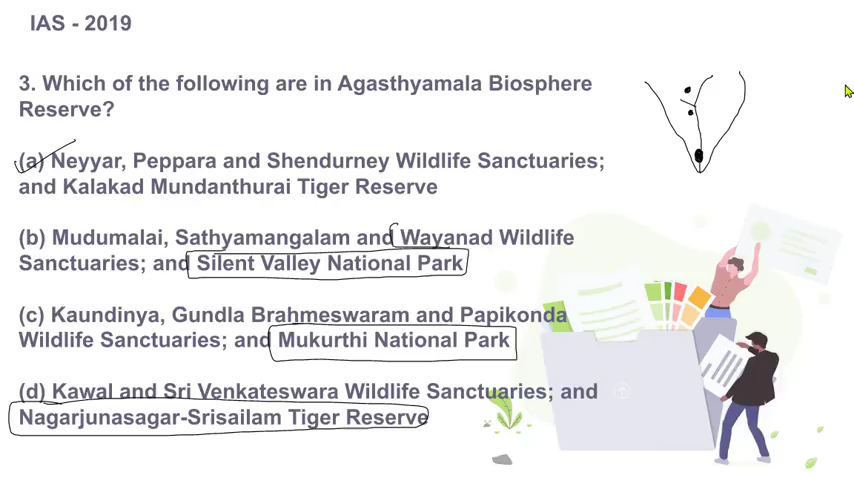 IAS - 2019
3. Which of the following are in Agasthyamala Biosphere
Reserve?
(a) Neyyar, Peppara and Shendurney Wildlife Sanctuaries;
and Kalakad Mundanthurai Tiger Reserve
(b) Mudumalai, Sathyamangalam and Wayanad Wildlife
Sanctuaries; and Silent Valley National Park
(c) Kaundinya, Gundla Brahmeswaram and Papikonda
Wildlife Sanctuaries; and Mukurthi National Park
(d) Kawal and Sri Venkateswara Wildlife Sanctuaries; and
Nagarjunasagar-Srisailam Tiger Reserve